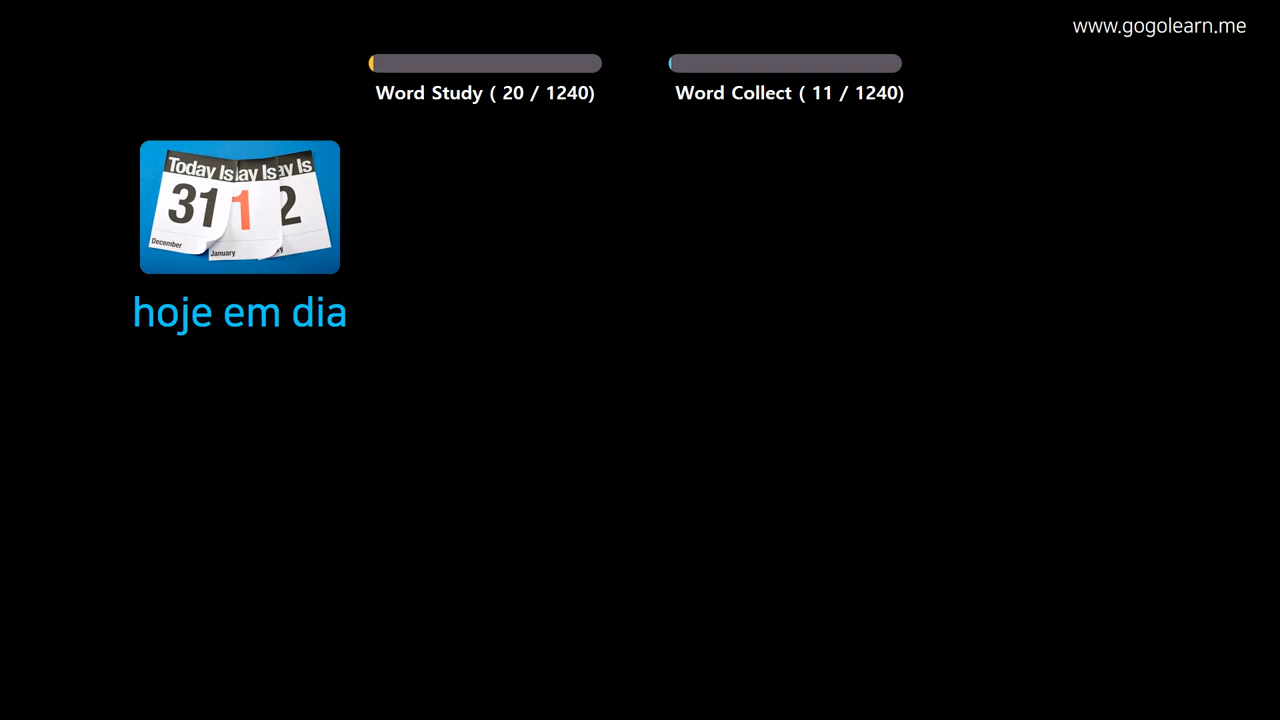 www.gogolearn.me
Word Study ( 20 / 1240)
Word Collect ( 11 / 1240)
Today Is
ay Is
ay Is
31
1
2
December
January
hoje em dia